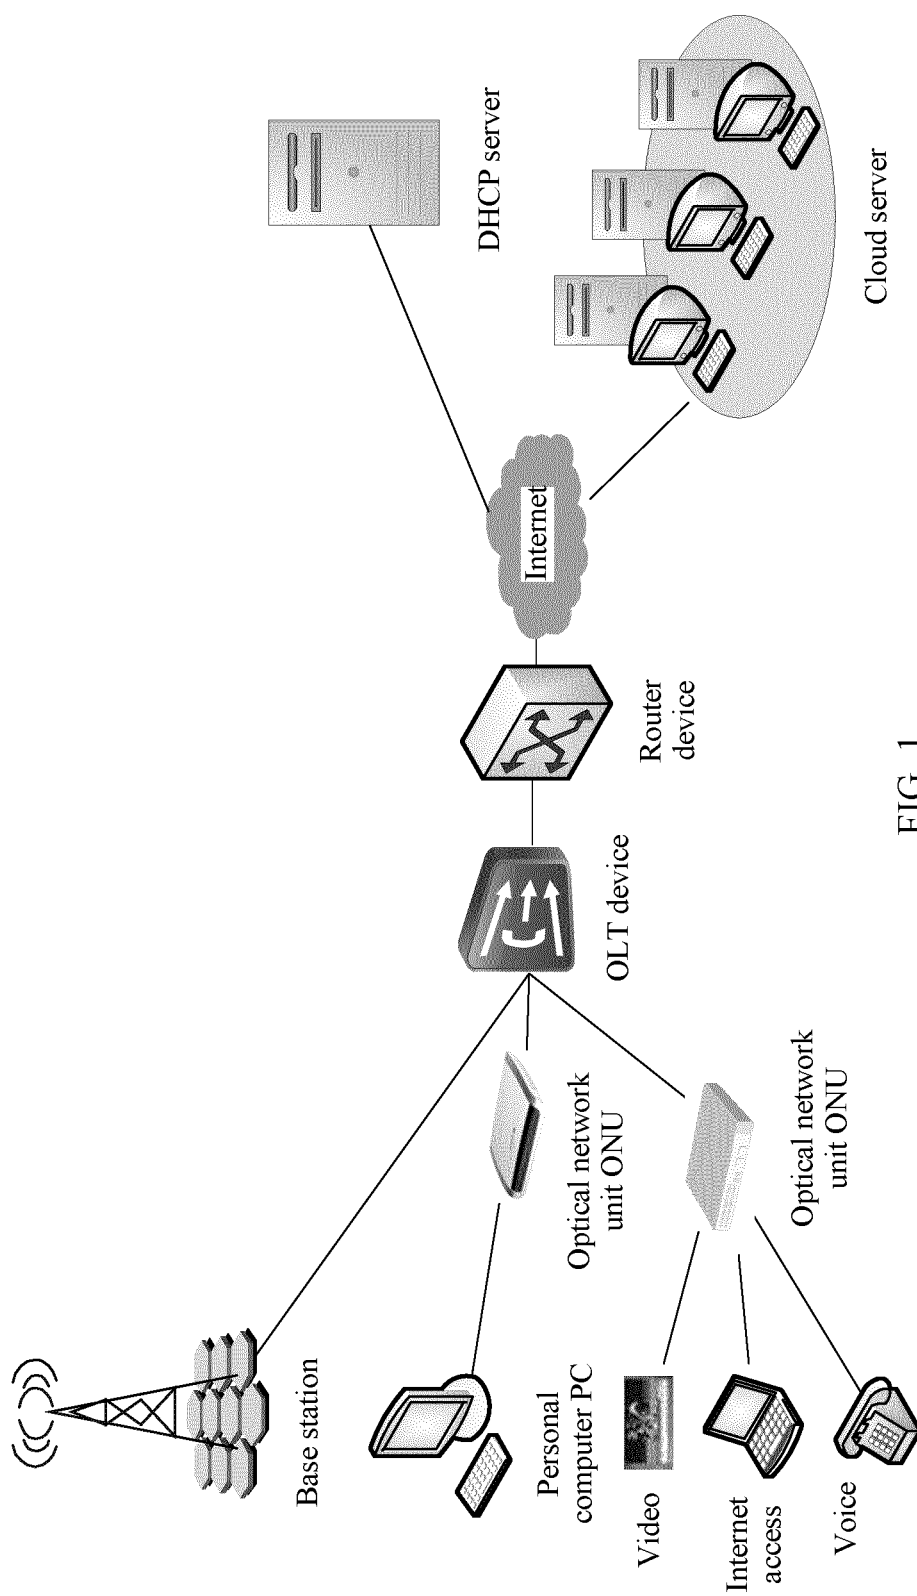 Base station
Personal
computer PC
Video
Internet
access
Voice
Optical network
unit ONU
Optical network
unit ONU
OLT device
Router
device
Internet
DHCP server
Cloud server
FIG. 1